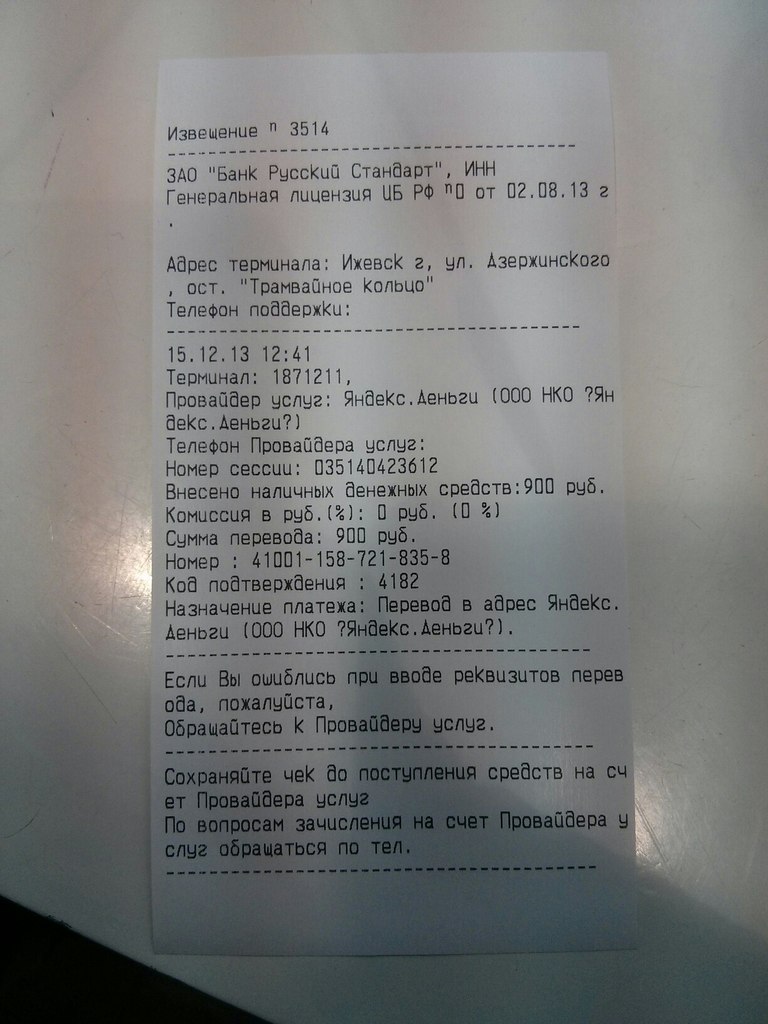 Извещение n 3514
---------------------------------------
ЗАО "Банк Русский Стандарт", ИНН
Генеральная лицензия ЦБ РФ n0 от 02.08.13 г
.
Адрес терминала: Ижевск г, ул. Дзержинского
, ост. "Трамвайное кольцо"
Телефон поддержки:
---------------------------------------
15.12.13 12:41
Терминал: 1871211,
Провайдер услуг: Яндекс.Деньги (ООО НКО ?Ян
декс.Деньги?)
Телефон Провайдера услуг:
Номер сессии: 035140423612
Внесено наличных денежных средств:900 руб.
Комиссия в руб.(%): 0 руб. (0 %)
Сумма перевода: 900 руб.
Номер : 41001-158-721-835-8
Код подтверждения : 4182
Назначение платежа: Перевод в адрес Яндекс.
Деньги (ООО НКО ?Яндекс.Деньги?).
---------------------------------------
Если Вы ошиблись при вводе реквизитов перев
ода, пожалуйста,
Обращайтесь к Провайдеру услуг.
---------------------------------------
Сохраняйте чек до поступления средств на сч
ет Провайдера услуг
По вопросам зачисления на счет Провайдера у
слуг обращаться по тел.
---------------------------------------